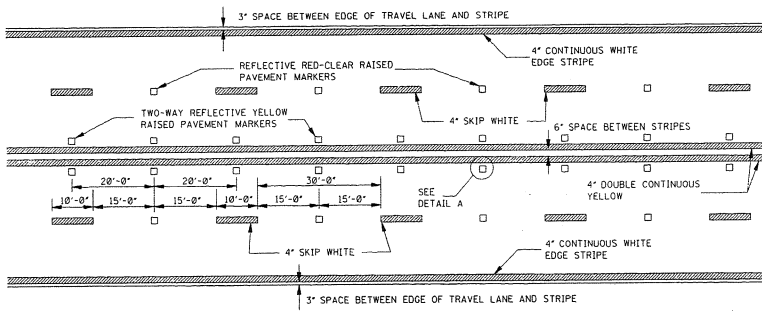 3" SPACE BETWEEN EDGE OF TRAVEL LANE AND STRIPE
4" CONTINUOUS WHITE
EDGE STRIPE
REFLECTIVE RED-CLEAR RAISED
PAVEMENT MARKERS
TWO-WAY REFLECTIVE YELLOW
RAISED PAVEMENT MARKERS
4" SKIP WHITE
6" SPACE BETWEEN STRIPES
20'-0"
20'-0"
30'-0"
SEE
DETAIL A
4" DOUBLE CONTINUOUS
YELLOW
10'-0"
15'-0"
15'-0"
10'-0"
15'-0"
15'-0"
4" SKIP WHITE
4" CONTINUOUS WHITE
EDGE STRIPE
3" SPACE BETWEEN EDGE OF TRAVEL LANE AND STRIPE